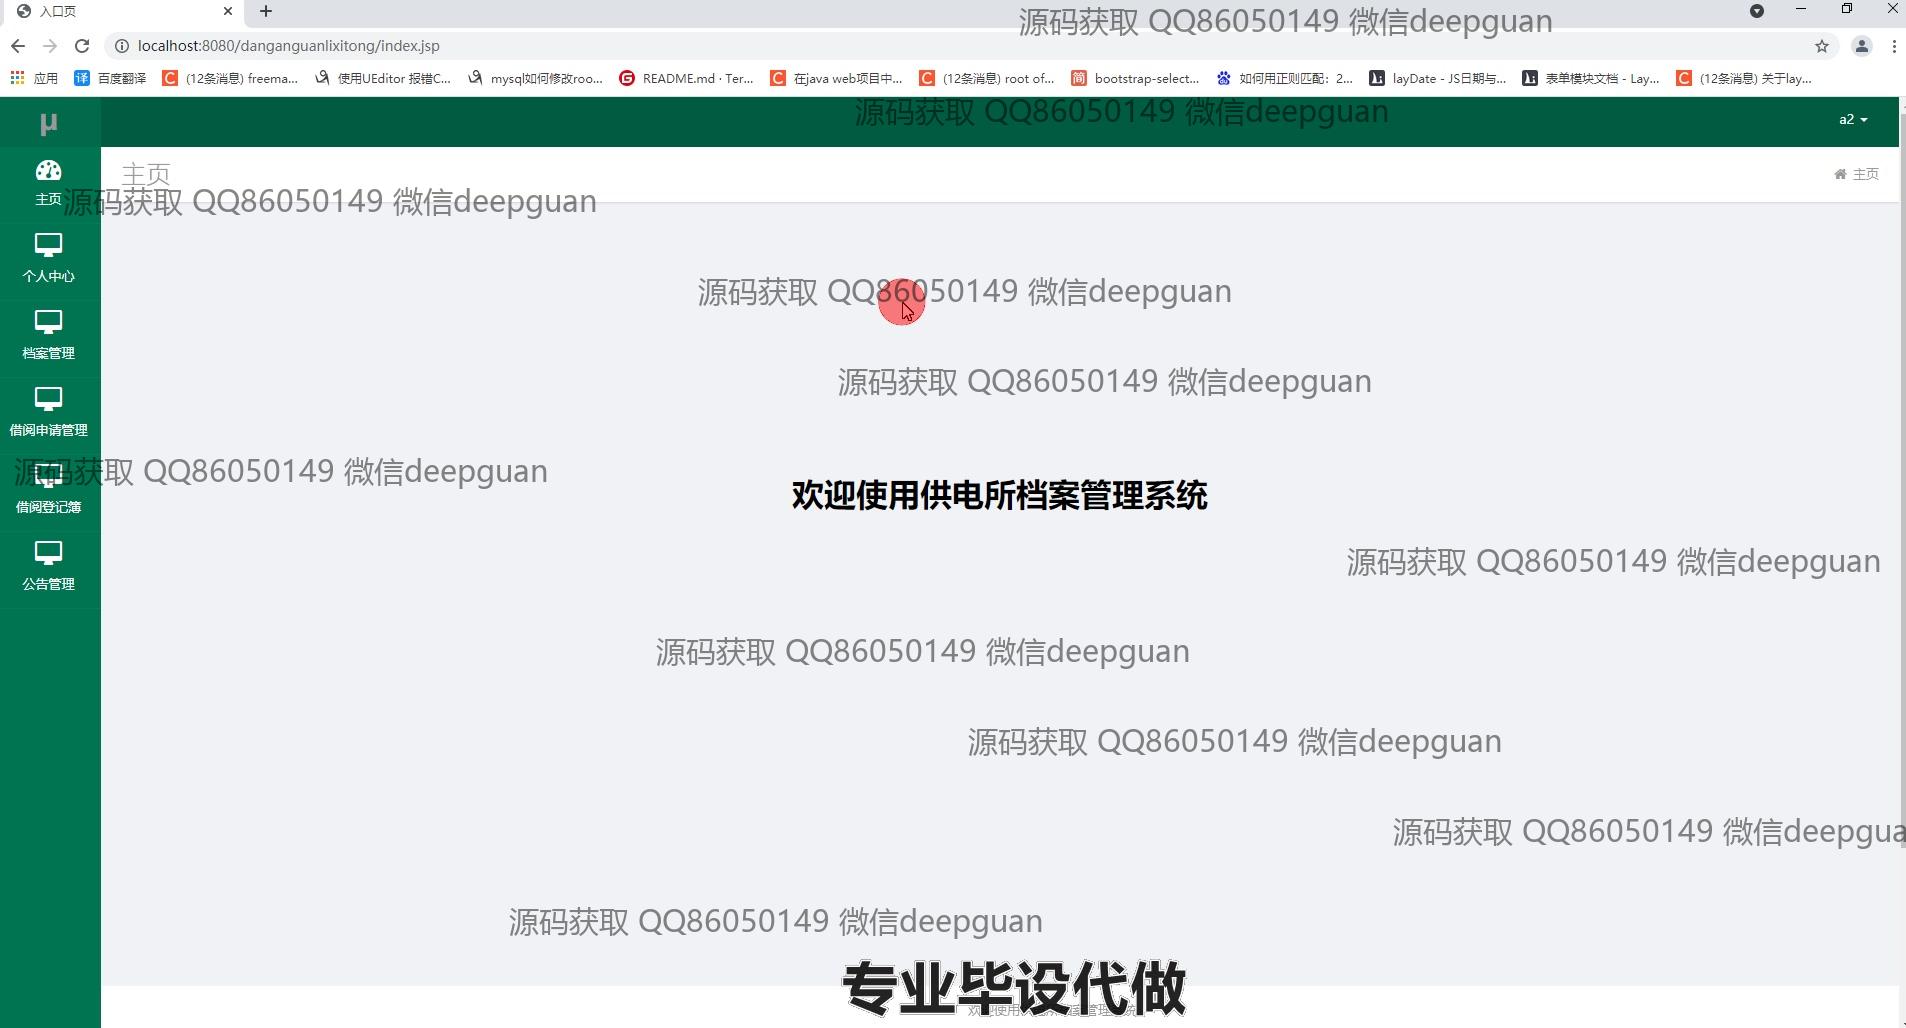 入口页
源码获取 QQ86050149 微信deepguan
localhost:8080/danganguanlixitong/index.jsp
应用
百度翻译
(12条消息) freema...
使用UEditor 报错C...
mysql如何修改roo...
README.md · Ter...
在java web项目中...
(12条消息) root of...
bootstrap-select...
如何用正则匹配：2...
layDate - JS日期与...
表单模块文档 - Lay...
(12条消息) 关于lay...
μ
源码获取 QQ86050149 微信deepguan
a2
主页
主页
主页
源码获取 QQ86050149 微信deepguan
个人中心
源码获取 QQ86050149 微信deepguan
档案管理
源码获取 QQ86050149 微信deepguan
借阅申请管理
源码获取 QQ86050149 微信deepguan
欢迎使用供电所档案管理系统
借阅登记簿
源码获取 QQ86050149 微信deepguan
公告管理
源码获取 QQ86050149 微信deepguan
源码获取 QQ86050149 微信deepguan
源码获取 QQ86050149 微信deepgua
源码获取 QQ86050149 微信deepguan
专业毕设代做